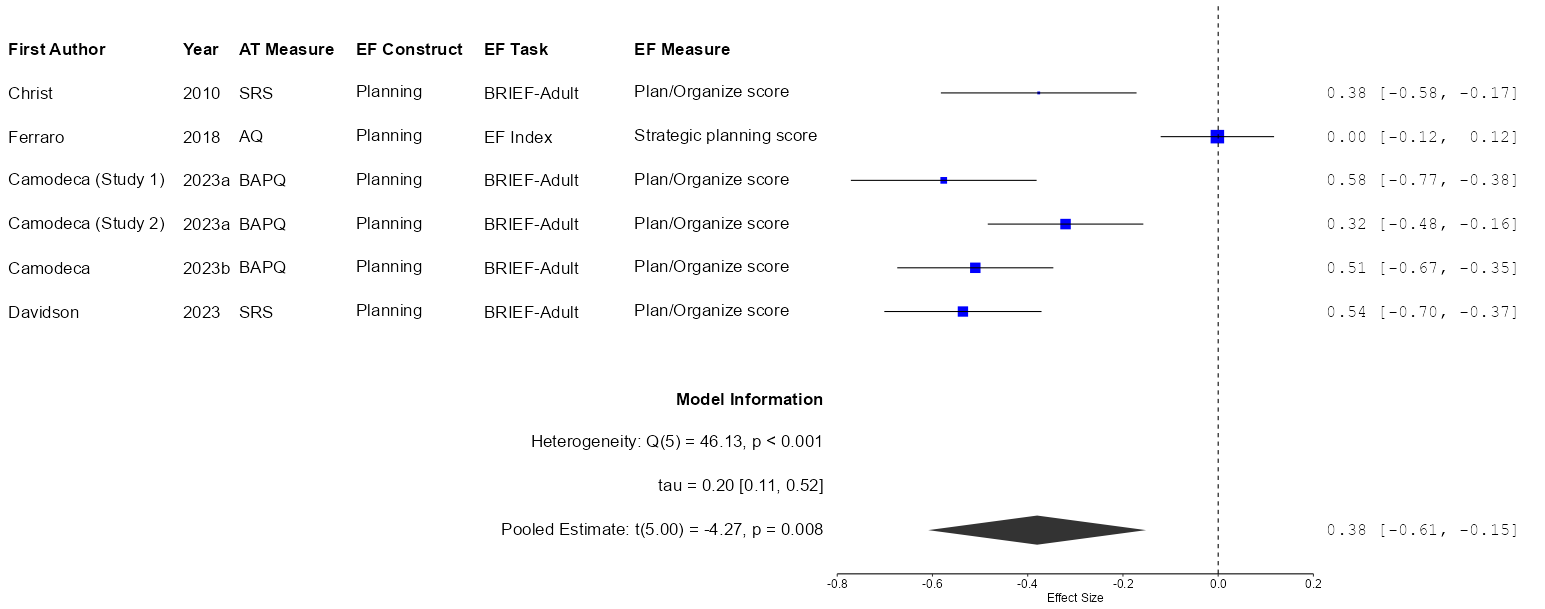 First Author Year AT Measure EF Construct EF Task EF Measure
Christ 2010 SRS Planning BRIEF-Adult Plan/Organize score 0.38 [-0.58, -0.17]
Ferraro 2018 AQ Planning EF Index Strategic planning score 0.00 [-0.12, 0.12]
Camodeca (Study 1) 2023a BAPQ Planning BRIEF-Adult Plan/Organize score 0.58 [-0.77, -0.38]
Camodeca (Study 2) 2023a BAPQ Planning BRIEF-Adult Plan/Organize score 0.32 [-0.48, -0.16]
Camodeca 2023b BAPQ Planning BRIEF-Adult Plan/Organize score 0.51 [-0.67, -0.35]
Davidson 2023 SRS Planning BRIEF-Adult Plan/Organize score 0.54 [-0.70, -0.37]
Model Information
Heterogeneity: Q(5) = 46.13, p < 0.001
tau = 0.20 [0.11, 0.52]
Pooled Estimate: t(5.00) = -4.27, p = 0.008 0.38 [-0.61, -0.15]
-0.8 -0.6 -0.4 -0.2 0.0 0.2
Effect Size